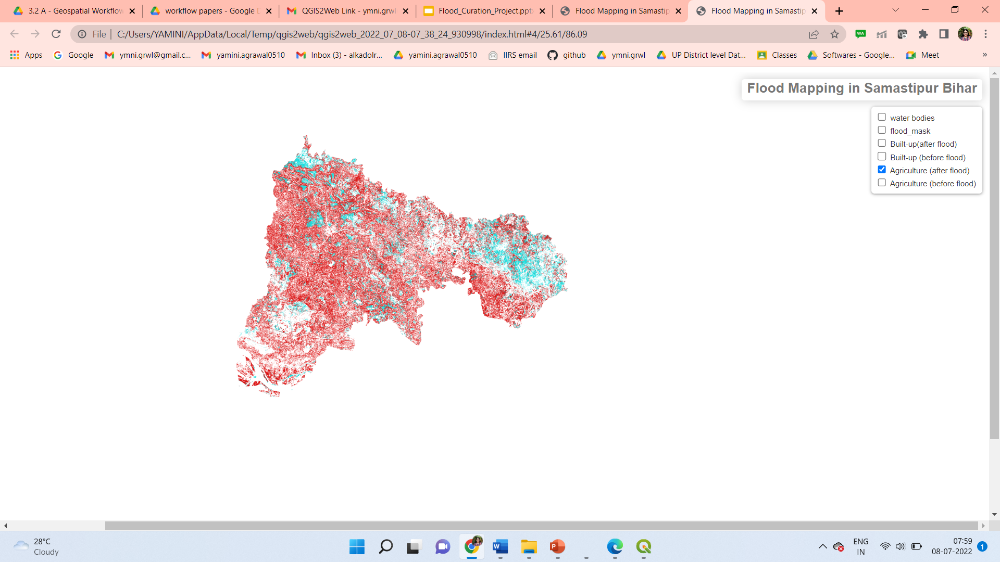 3.2 A - Geospatial Workflow
workflow papers - Google D
QGIS2Web Link - ymni.grwl
Flood_Curation_Project.pptx
Flood Mapping in Samastip
Flood Mapping in Samastip
File
C:/Users/YAMINI/AppData/Local/Temp/qgis2web/qgis2web_2022_07_08-07_38_24_930998/index.html#4/25.61/86.09
WA
Apps
Google
ymni.grwl@gmail.c...
yamini.agrawal0510
Inbox (3) - alkadolr...
yamini.agrawal0510
IIRS email
github
ymni.grwl
UP District level Dat...
Classes
Softwares - Google...
Meet
»
Flood Mapping in Samastipur Bihar
water bodies
flood_mask
Built-up(after flood)
Built-up (before flood)
Agriculture (after flood)
Agriculture (before flood)
28°C
Cloudy
W
P
ENG
IN
07:59
08-07-2022
1